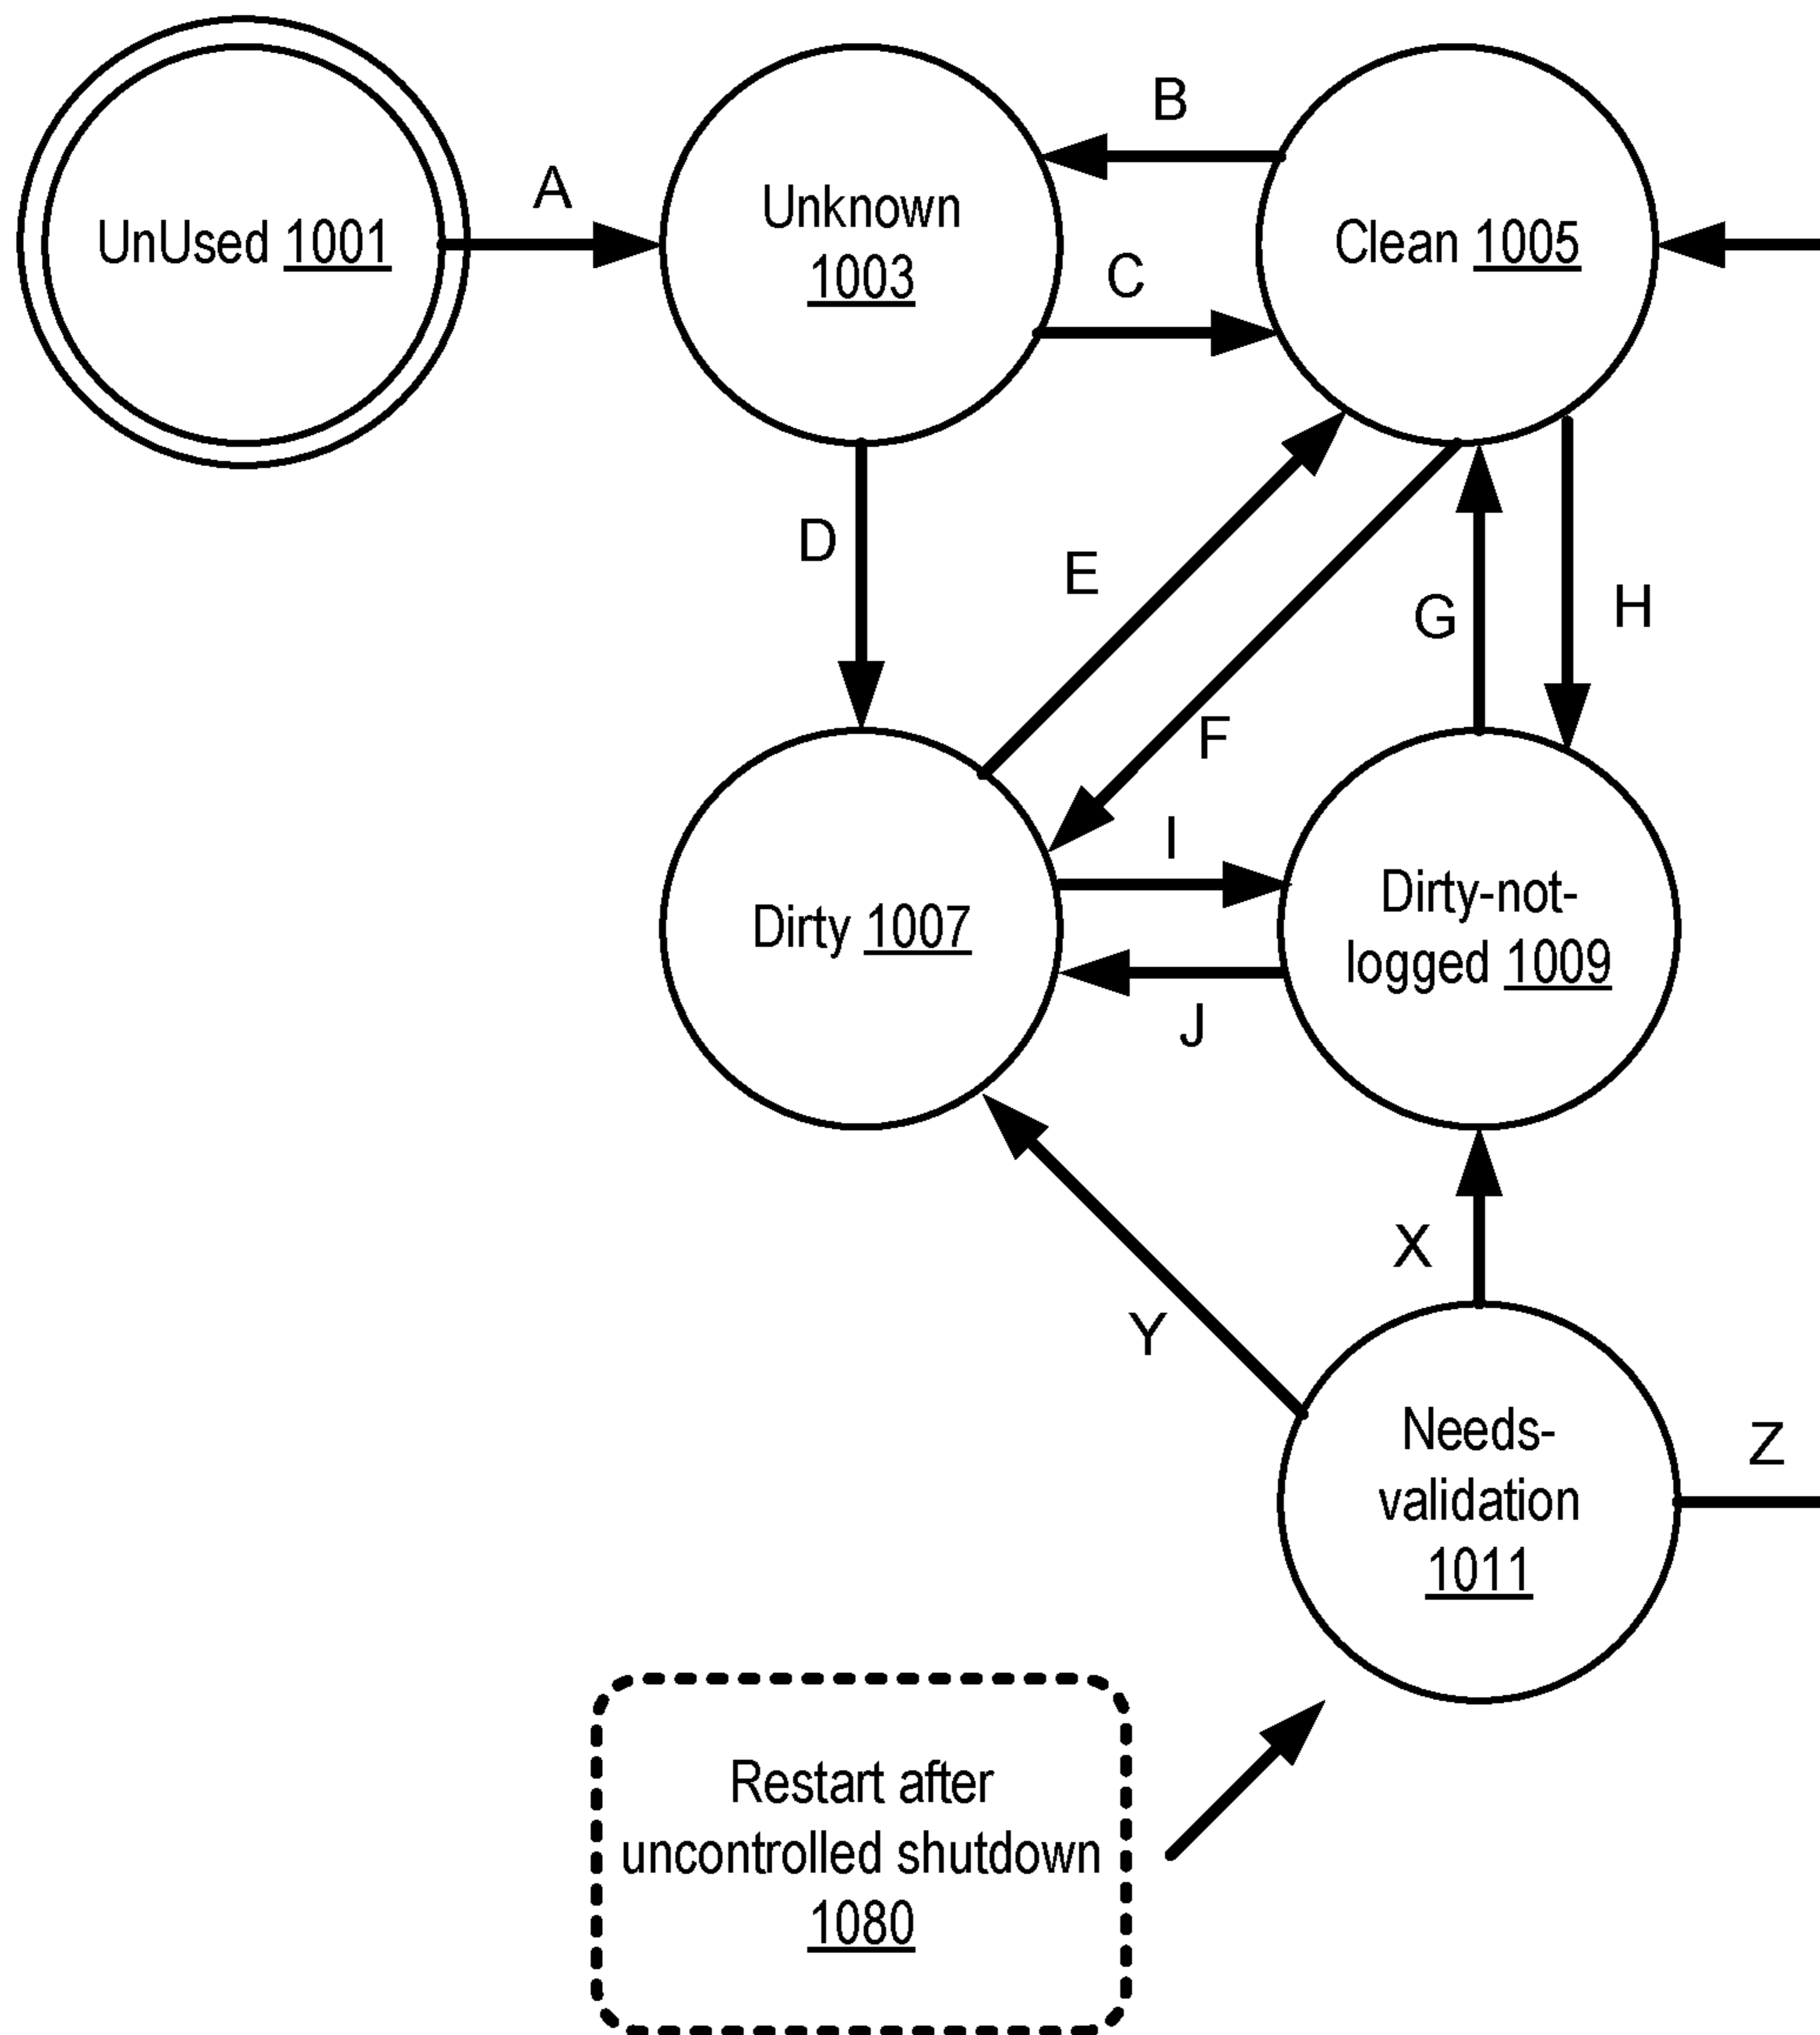 UnUsed 1001
A
Unknown
1003
B
C
Clean 1005
D
E
F
G
H
I
J
Dirty 1007
Dirty-not-
logged 1009
X
Y
Z
Needs-
validation
1011
Restart after
uncontrolled shutdown
1080